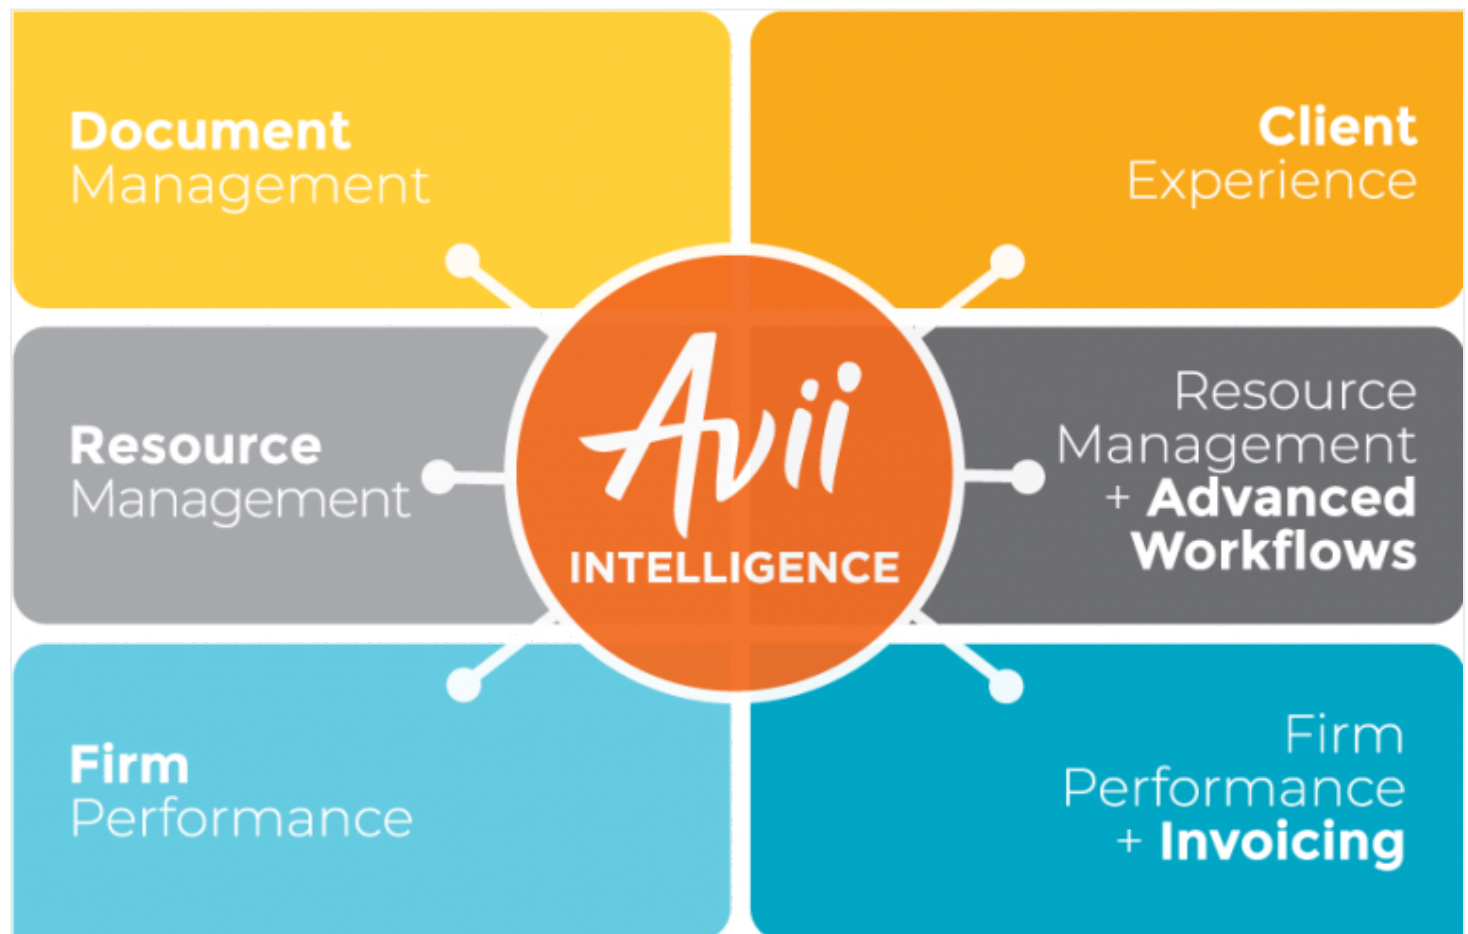 Document
Management
Client
Experience
Resource
Management
Avii
INTELLIGENCE
Resource
Management
+ Advanced
Workflows
Firm
Performance
Firm
Performance
+ Invoicing